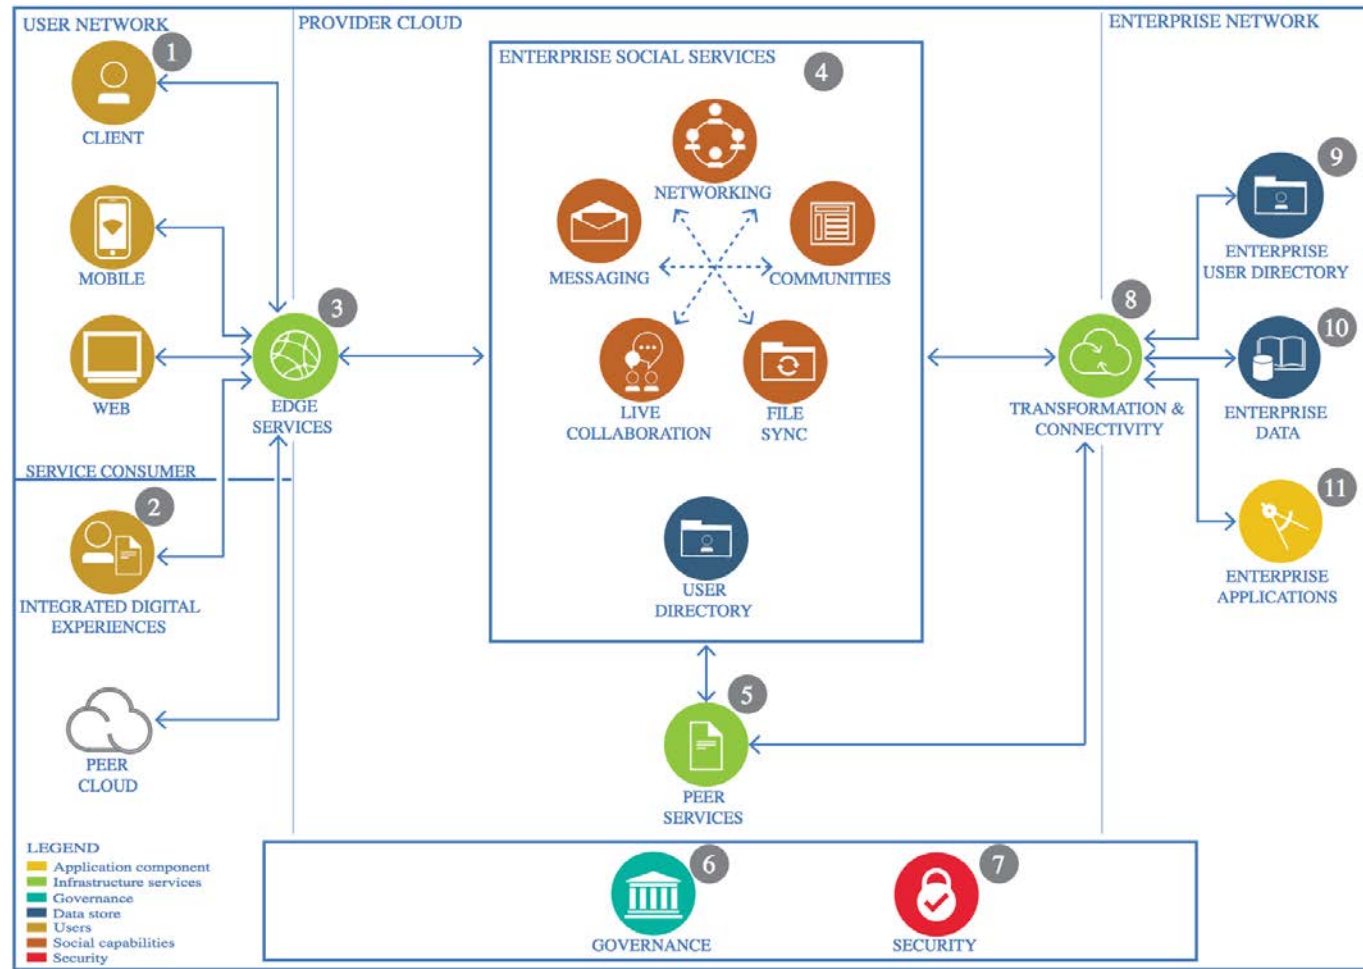 USER NETWORK
PROVIDER CLOUD
ENTERPRISE NETWORK
1
CLIENT
MOBILE
WEB
SERVICE CONSUMER
2
INTEGRATED DIGITAL
EXPERIENCES
PEER
CLOUD
3
EDGE
SERVICES
ENTERPRISE SOCIAL SERVICES
4
NETWORKING
MESSAGING
COMMUNITIES
LIVE
COLLABORATION
FILE
SYNC
USER
DIRECTORY
5
PEER
SERVICES
8
TRANSFORMATION &
CONNECTIVITY
9
ENTERPRISE
USER DIRECTORY
10
ENTERPRISE
DATA
11
ENTERPRISE
APPLICATIONS
LEGEND
Application component
Infrastructure services
Governance
Data store
Users
Social capabilities
Security
6
GOVERNANCE
7
SECURITY